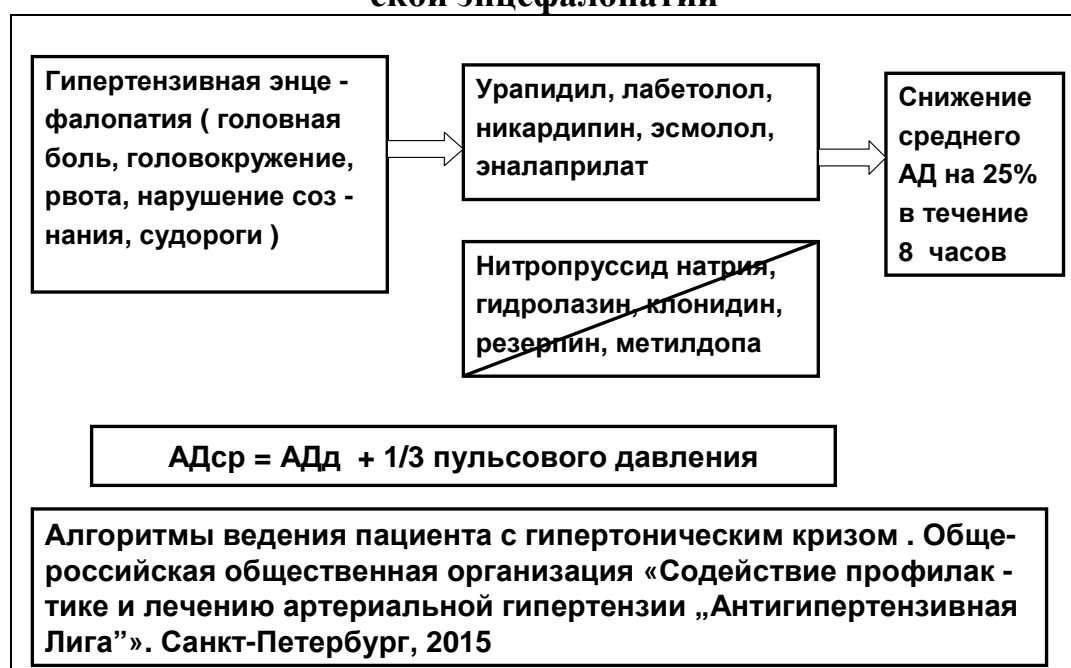 ской энцефалопатии
Гипертензивная энце -
фалопатия ( головная
боль, головокружение,
рвота, нарушение соз -
нания, судороги )
Урапидил, лабетолол,
никардипин, эсмолол,
эналаприлат
Снижение
среднего
АД на 25%
в течение
8 часов
Нитропруссид натрия,
гидролазин, клонидин,
резерпин, метилдопа
АДср = АДд + 1/3 пульсового давления
Алгоритмы ведения пациента с гипертоническим кризом . Обще-
российская общественная организация «Содействие профилак -
тике и лечению артериальной гипертензии „Антигипертензивная
Лига”». Санкт-Петербург, 2015